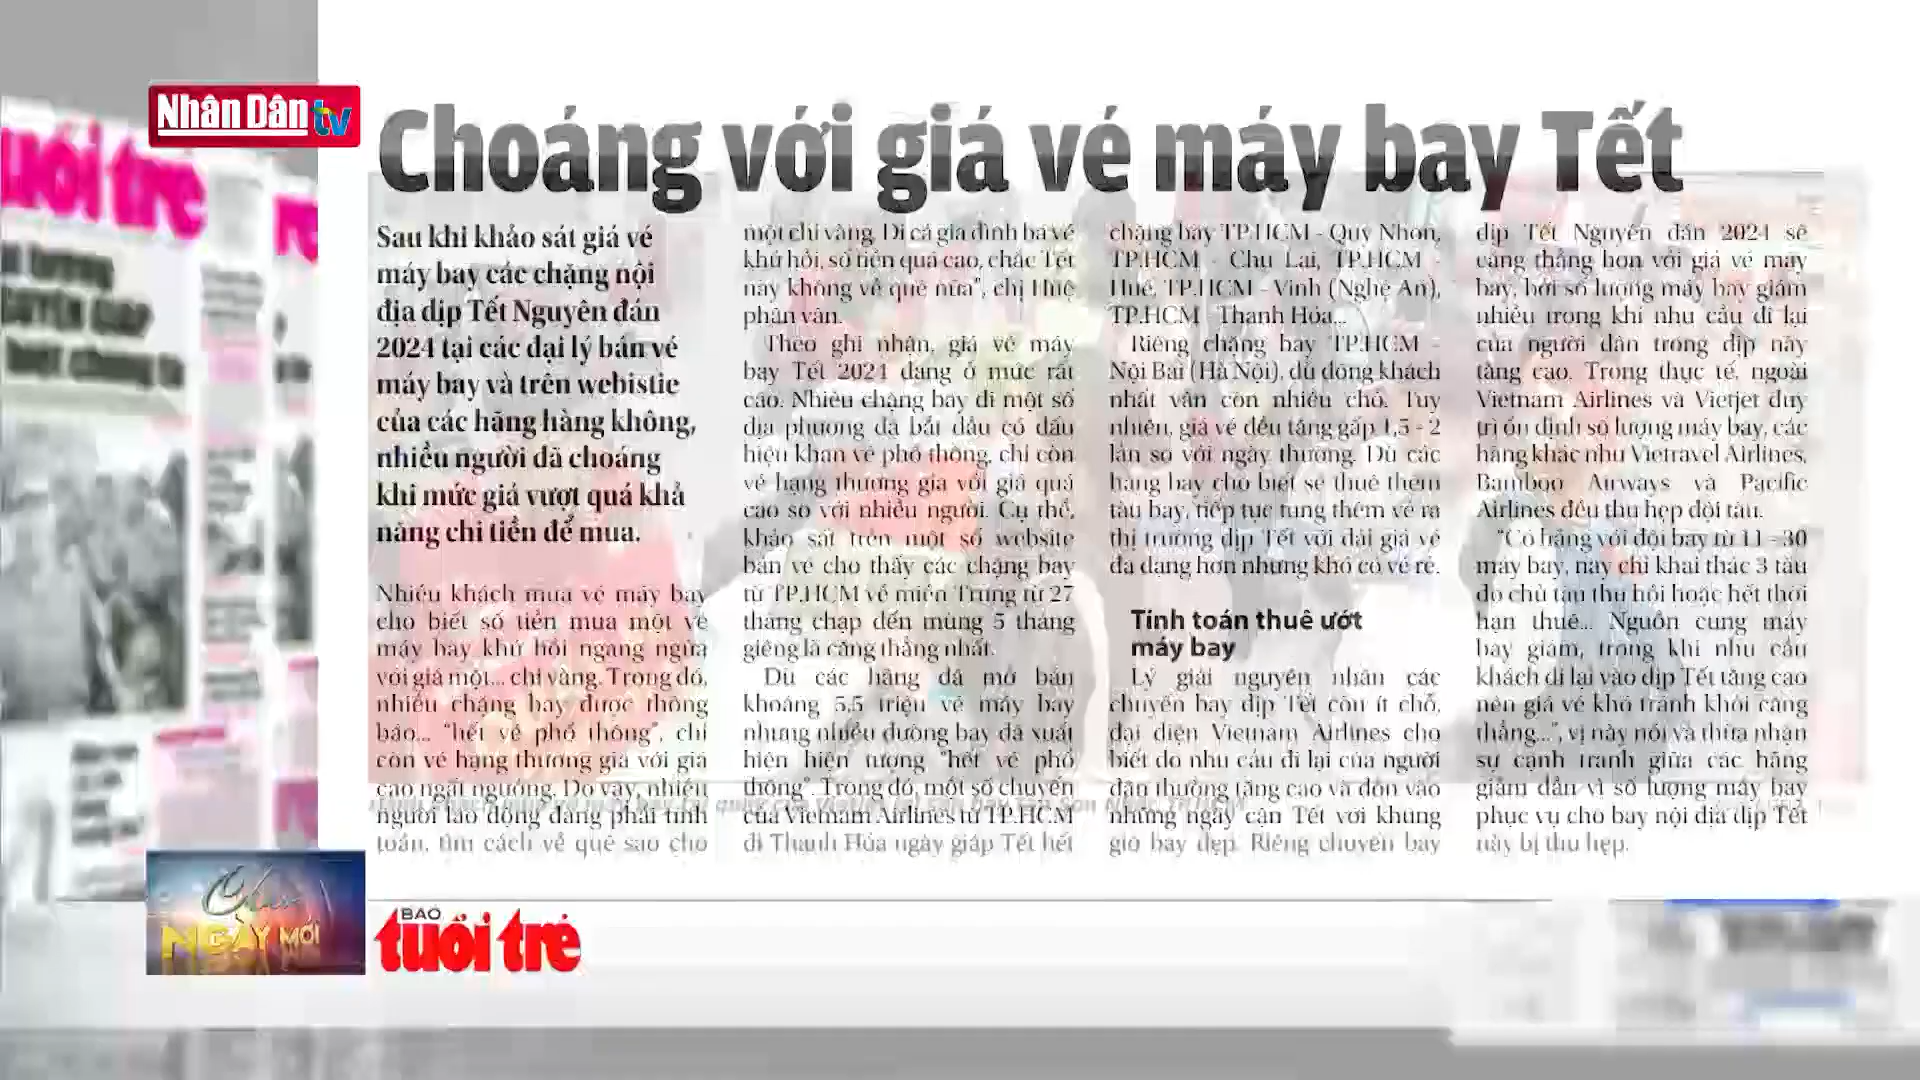 Nhân Dân tv
Choáng với giá vé máy bay Tết
Sau khi khảo sát giá vé
máy bay các chặng nội
địa dịp Tết Nguyên đán
2024 tại các đại lý bán vé
máy bay và trên webistie
của các hãng hàng không,
nhiều người đã choáng
khi mức giá vượt quá khả
năng chi tiền để mua.
Nhiều khách mua vé máy bay
cho biết số tiền mua một vé
máy bay khứ hồi ngang ngửa
với giá một... chỉ vàng. Trong đó,
nhiều chặng bay được thông
báo... "hết vé phổ thông", chỉ
còn vé hạng thương gia với giá
cao ngất ngưởng. Do vậy, nhiều
người lao động đang phải tính
toán, tìm cách về quê sao cho
một chỉ vàng. Đi cả gia đình ba vé
khứ hồi, số tiền quá cao, chắc Tết
này không về quê nữa", chị Huệ
phân vân.
Theo ghi nhận, giá vé máy
bay Tết 2024 đang ở mức rất
cao. Nhiều chặng bay đi một số
địa phương đã bắt đầu có dấu
hiệu khan vé phổ thông, chỉ còn
vé hạng thương gia với giá quá
cao so với nhiều người. Cụ thể,
khảo sát trên một số website
bán vé cho thấy các chặng bay
từ TP.HCM về miền Trung từ 27
tháng chạp đến mùng 5 tháng
giêng là căng thẳng nhất.
Dù các hãng đã mở bán
khoảng 5,5 triệu vé máy bay
nhưng nhiều đường bay đã xuất
hiện hiện tượng "hết vé phổ
thông". Trong đó, một số chuyến
của Vietnam Airlines từ TP.HCM
đi Thanh Hóa ngày giáp Tết hết
chặng bay TP.HCM - Quy Nhơn,
TP.HCM - Chu Lai, TP.HCM -
Huế, TP.HCM - Vinh (Nghệ An),
TP.HCM - Thanh Hóa...
Riêng chặng bay TP.HCM -
Nội Bài (Hà Nội), dù đông khách
nhất vẫn còn nhiều chỗ. Tuy
nhiên, giá vé đều tăng gấp 1,5 - 2
lần so với ngày thường. Dù các
hãng bay cho biết sẽ thuê thêm
tàu bay, tiếp tục tung thêm vé ra
thị trường dịp Tết với dải giá vé
đa dạng hơn nhưng khó có vé rẻ.
Tính toán thuê ướt
máy bay
Lý giải nguyên nhân các
chuyến bay dịp Tết còn ít chỗ,
đại diện Vietnam Airlines cho
biết do nhu cầu đi lại của người
dân thường tăng cao và dồn vào
những ngày cận Tết với khung
giờ bay đẹp. Riêng chuyến bay
dịp Tết Nguyên đán 2024 sẽ
căng thẳng hơn với giá vé máy
bay, bởi số lượng máy bay giảm
nhiều trong khi nhu cầu đi lại
của người dân trong dịp này
tăng cao. Trong thực tế, ngoài
Vietnam Airlines và Vietjet duy
trì ổn định số lượng máy bay, các
hãng khác như Vietravel Airlines,
Bamboo Airways và Pacific
Airlines đều thu hẹp đội tàu.
"Có hãng với đội bay từ 11 - 30
máy bay, nay chỉ khai thác 3 tàu
do chủ tàu thu hồi hoặc hết thời
hạn thuê... Nguồn cung máy
bay giảm, trong khi nhu cầu
khách đi lại vào dịp Tết tăng cao
nên giá vé khó tránh khỏi căng
thẳng...", vị này nói và thừa nhận
sự cạnh tranh giữa các hãng
giảm dần vì số lượng máy bay
phục vụ cho bay nội địa dịp Tết
này bị thu hẹp.
Chào
NGÀY MỚI
BÁO
tuổi trẻ